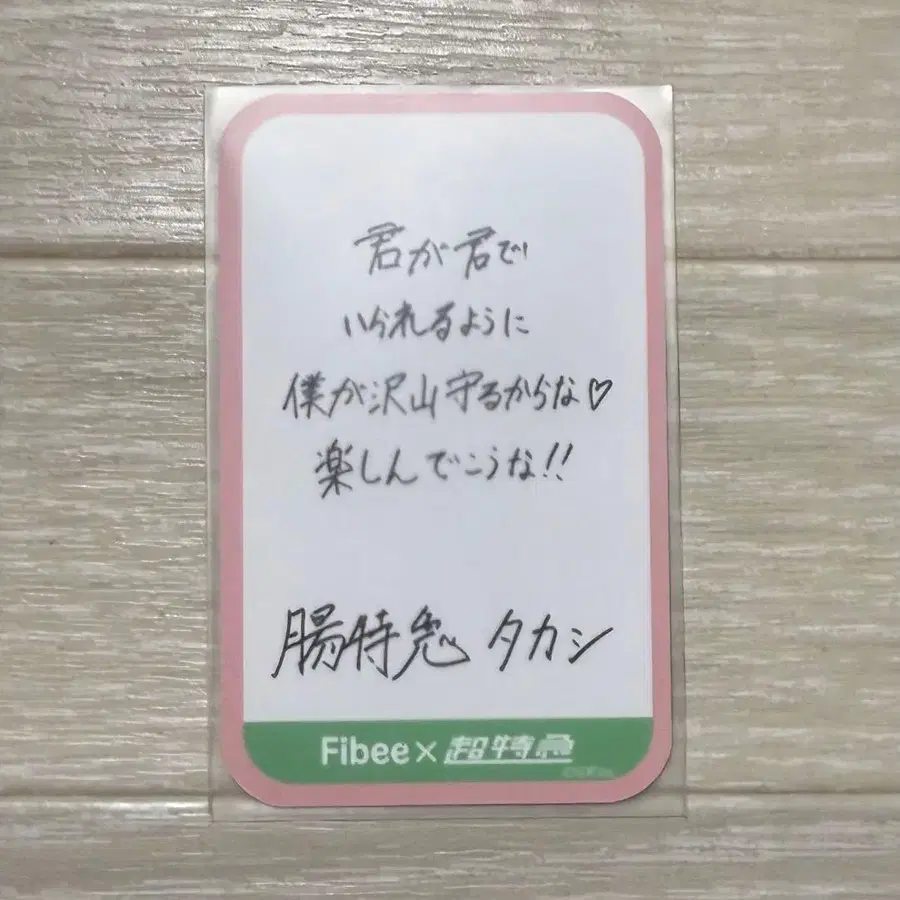 君が君で
いられるように
僕が沢山守るからな♡
楽しんでこうな!!
腸特急 タカシ
Fibee×超特急